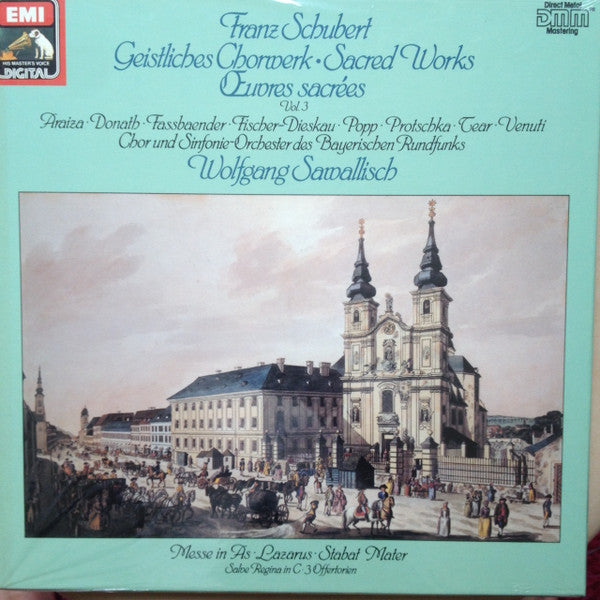 EMI
HIS MASTER'S VOICE
DIGITAL
Direct Metal
DMM
Mastering
Franz Schubert
Geistliches Chorwerk • Sacred Works
Œuvres sacrées
Vol. 3
Araiza · Donath · Fassbaender · Fischer-Dieskau · Popp · Protschka · Tear · Venuti
Chor und Sinfonie-Orchester des Bayerischen Rundfunks
Wolfgang Sawallisch
Messe in As · Lazarus · Stabat Mater
Salve Regina in C · 3 Offertorien